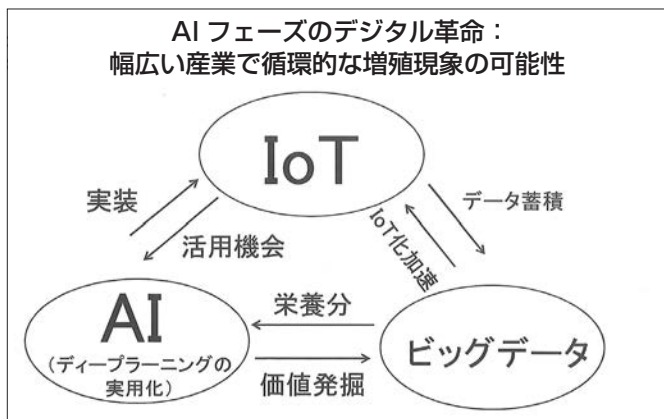 AI フェーズのデジタル革命：
幅広い産業で循環的な増殖現象の可能性
IoT
実装
活用機会
データ蓄積
IoT化加速
AI
(ディープラーニングの
実用化)
栄養分
価値発掘
ビッグデータ